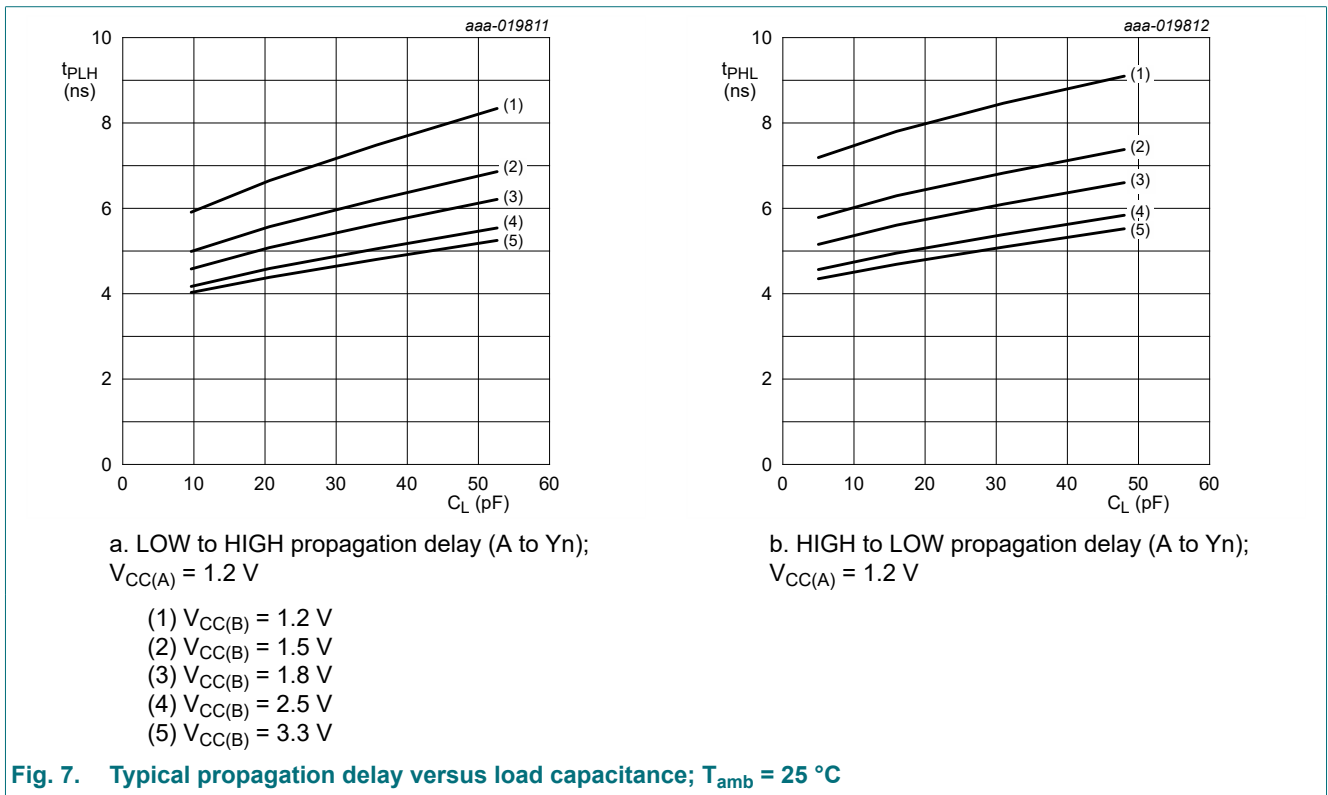 aaa-019811
10
tPLH
(ns)
8
6
4
2
0
(1)
(2)
(3)
(4)
(5)
0 10 20 30 40 50 60
CL (pF)
a. LOW to HIGH propagation delay (A to Yn);
VCC(A) = 1.2 V
(1) VCC(B) = 1.2 V
(2) VCC(B) = 1.5 V
(3) VCC(B) = 1.8 V
(4) VCC(B) = 2.5 V
(5) VCC(B) = 3.3 V
aaa-019812
10
tPHL
(ns)
8
6
4
2
0
(1)
(2)
(3)
(4)
(5)
0 10 20 30 40 50 60
CL (pF)
b. HIGH to LOW propagation delay (A to Yn);
VCC(A) = 1.2 V
Fig. 7. Typical propagation delay versus load capacitance; Tamb = 25 °C